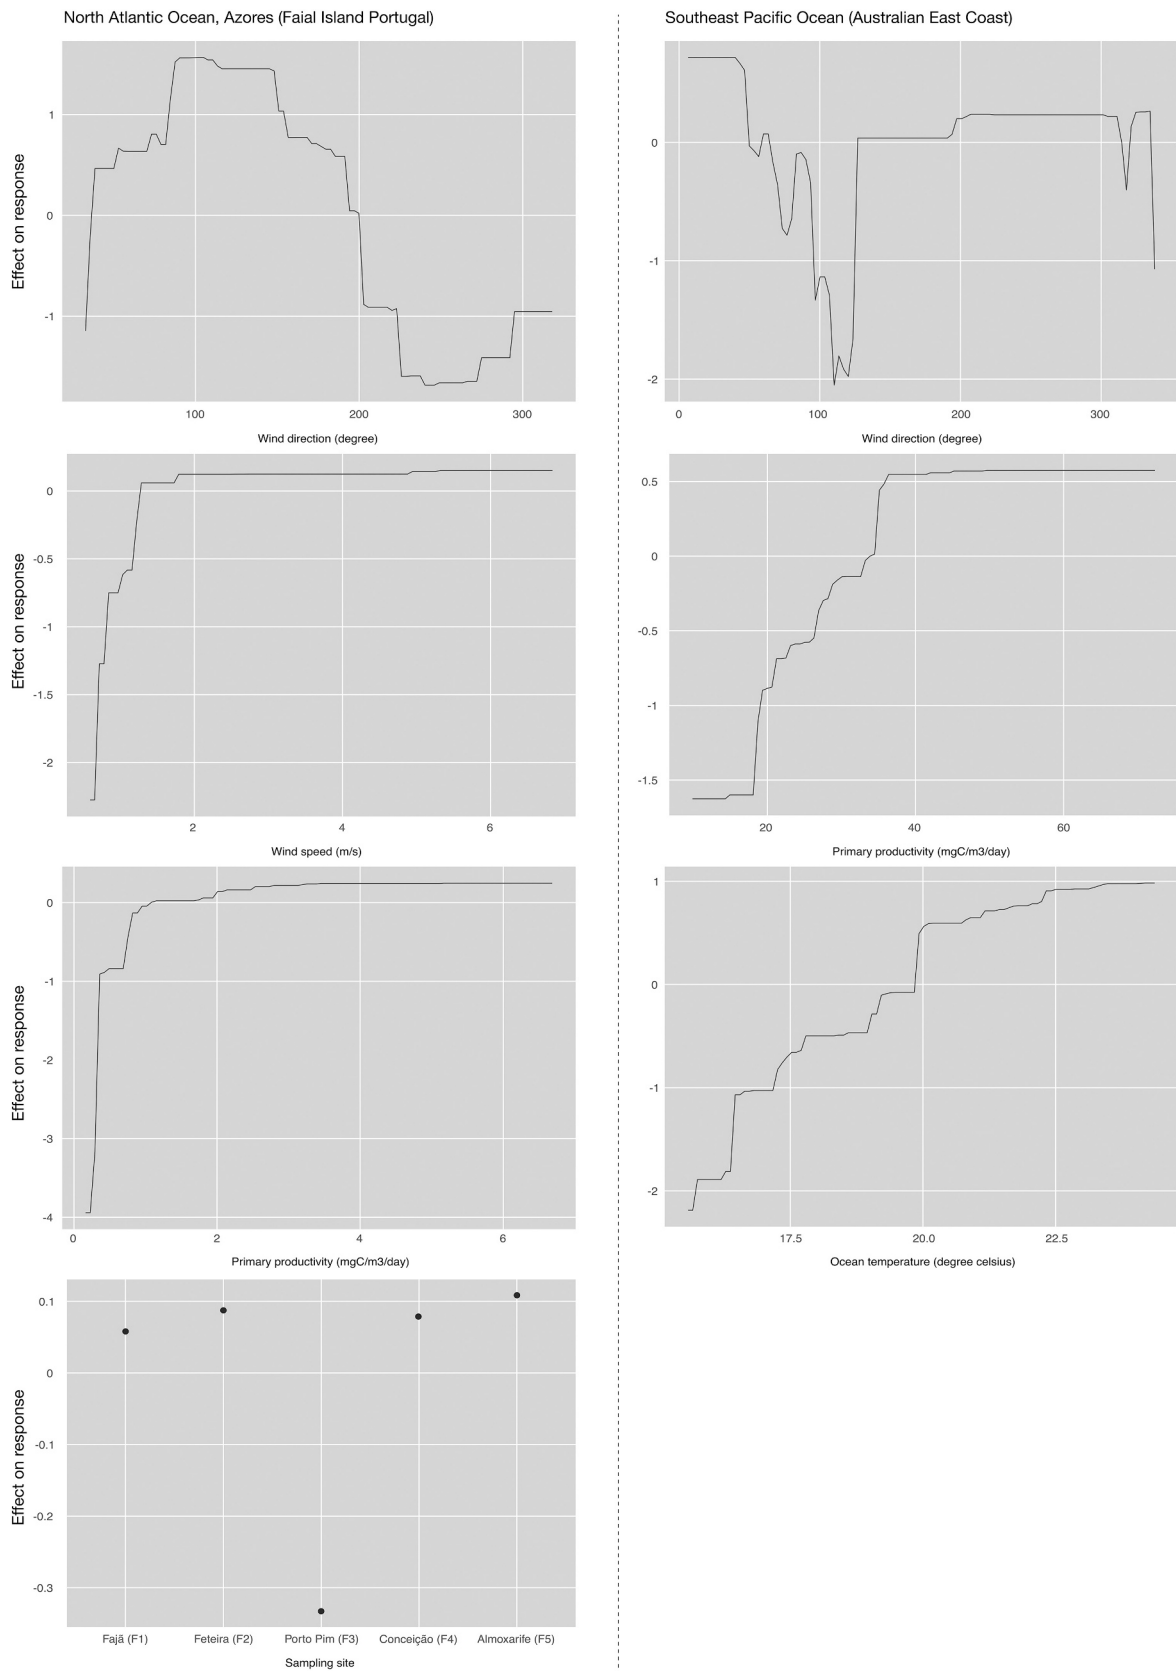 North Atlantic Ocean, Azores (Faial Island Portugal)
Effect on response
1
0
-1
100
200
300
Wind direction (degree)
Effect on response
0
-0.5
-1
-1.5
-2
2
4
6
Wind speed (m/s)
Effect on response
0
-1
-2
-3
-4
0
2
4
6
Primary productivity (mgC/m3/day)
Effect on response
0.1
0
-0.1
-0.2
-0.3
Fajã (F1)
Feteira (F2)
Porto Pim (F3)
Conceição (F4)
Almoxarife (F5)
Sampling site
Southeast Pacific Ocean (Australian East Coast)
0
-1
-2
0
100
200
300
Wind direction (degree)
0.5
0
-0.5
-1
-1.5
20
40
60
Primary productivity (mgC/m3/day)
1
0
-1
-2
17.5
20.0
22.5
Ocean temperature (degree celsius)